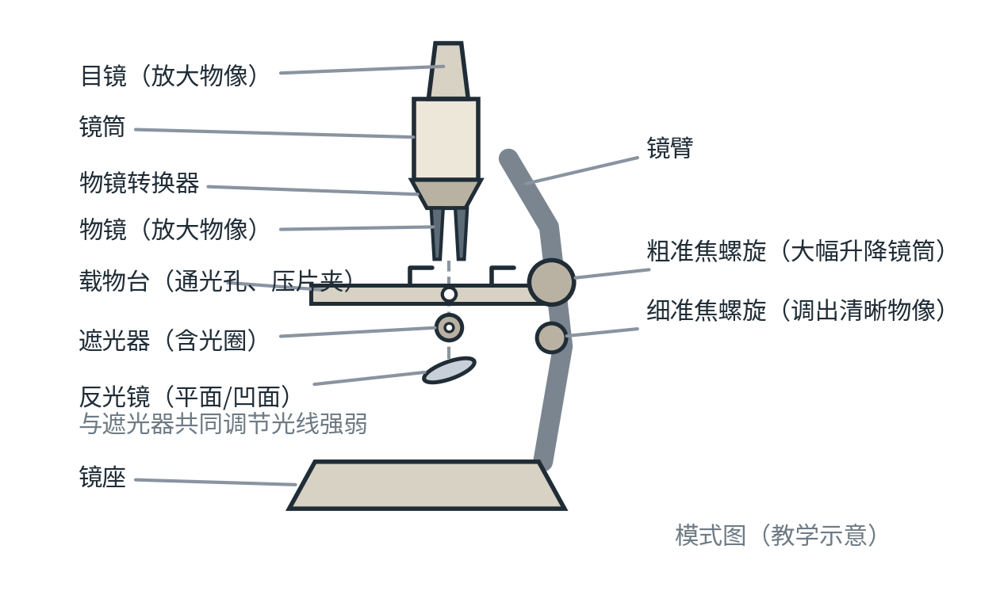 目镜（放大物像）
镜筒
物镜转换器
物镜（放大物像）
载物台（通光孔、压片夹）
遮光器（含光圈）
反光镜（平面/凹面）
与遮光器共同调节光线强弱
镜座
镜臂
粗准焦螺旋（大幅升降镜筒）
细准焦螺旋（调出清晰物像）
模式图（教学示意）